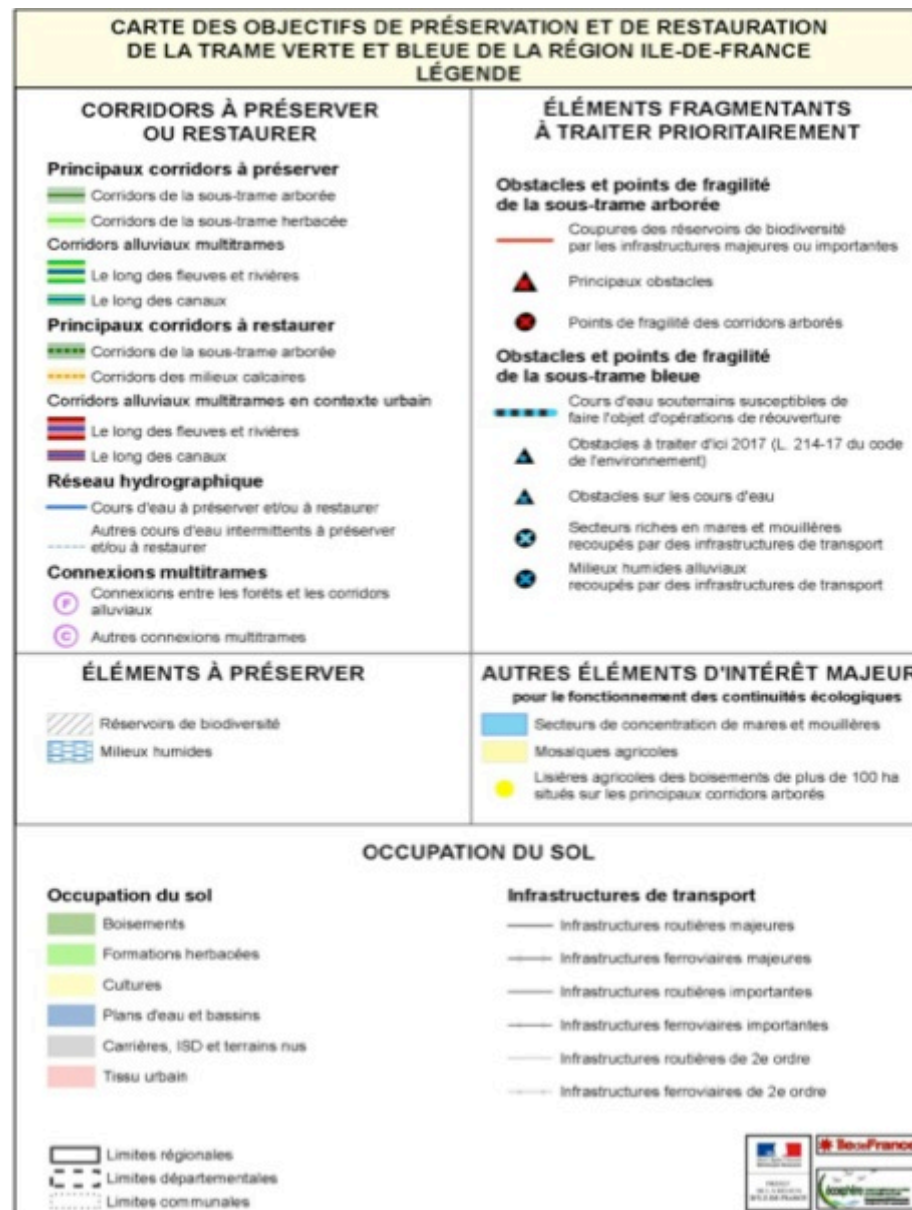 CARTE DES OBJECTIFS DE PRÉSERVATION ET DE RESTAURATION
DE LA TRAME VERTE ET BLEUE DE LA RÉGION ILE-DE-FRANCE
LÉGENDE
CORRIDORS À PRÉSERVER
OU RESTAURER
Principaux corridors à préserver
Corridors de la sous-trame arborée
Corridors de la sous-trame herbacée
Corridors alluviaux multitrames
Le long des fleuves et rivières
Le long des canaux
Principaux corridors à restaurer
Corridors de la sous-trame arborée
Corridors des milieux calcaires
Corridors alluviaux multitrames en contexte urbain
Le long des fleuves et rivières
Le long des canaux
Réseau hydrographique
Cours d'eau à préserver et/ou à restaurer
Autres cours d'eau intermittents à préserver
et/ou à restaurer
Connexions multitrames
F Connexions entre les forêts et les corridors
alluviaux
C Autres connexions multitrames
ÉLÉMENTS FRAGMENTANTS
À TRAITER PRIORITAIREMENT
Obstacles et points de fragilité
de la sous-trame arborée
Coupures des réservoirs de biodiversité
par les infrastructures majeures ou importantes
Principaux obstacles
Points de fragilité des corridors arborés
Obstacles et points de fragilité
de la sous-trame bleue
Cours d'eau souterrains susceptibles de
faire l'objet d'opérations de réouverture
Obstacles à traiter d'ici 2017 (L. 214-17 du code
de l'environnement)
Obstacles sur les cours d'eau
Secteurs riches en mares et mouillères
recoupés par des infrastructures de transport
Milieux humides alluviaux
recoupés par des infrastructures de transport
ÉLÉMENTS À PRÉSERVER
Réservoirs de biodiversité
Milieux humides
AUTRES ÉLÉMENTS D'INTÉRÊT MAJEUR
pour le fonctionnement des continuités écologiques
Secteurs de concentration de mares et mouillères
Mosaïques agricoles
Lisières agricoles des boisements de plus de 100 ha
situés sur les principaux corridors arborés
OCCUPATION DU SOL
Occupation du sol
Boisements
Formations herbacées
Cultures
Plans d'eau et bassins
Carrières, ISD et terrains nus
Tissu urbain
Infrastructures de transport
Infrastructures routières majeures
Infrastructures ferroviaires majeures
Infrastructures routières importantes
Infrastructures ferroviaires importantes
Infrastructures routières de 2e ordre
Infrastructures ferroviaires de 2e ordre
Limites régionales
Limites départementales
Limites communales
PRÉFET
DE LA RÉGION
D'ILE-DE-FRANCE
île de France
écosphère